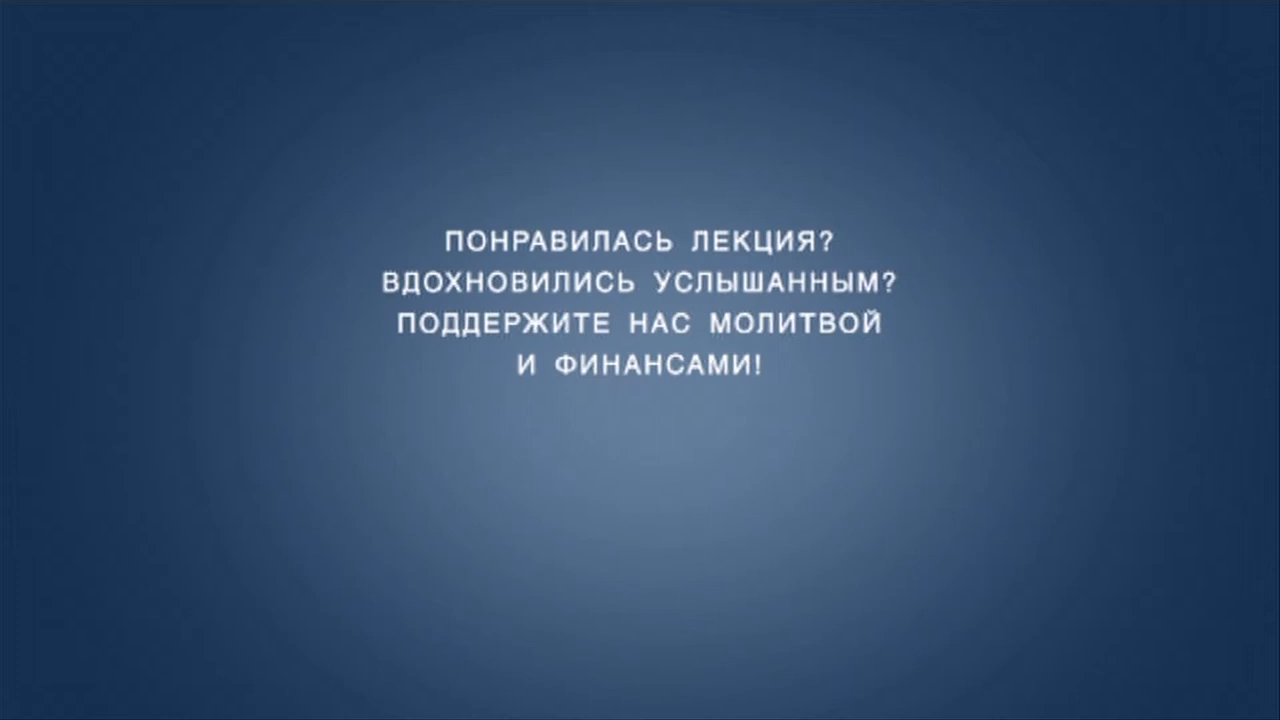 ПОНРАВИЛАСЬ ЛЕКЦИЯ?
ВДОХНОВИЛИСЬ УСЛЫШАННЫМ?
ПОДДЕРЖИТЕ НАС МОЛИТВОЙ
И ФИНАНСАМИ!